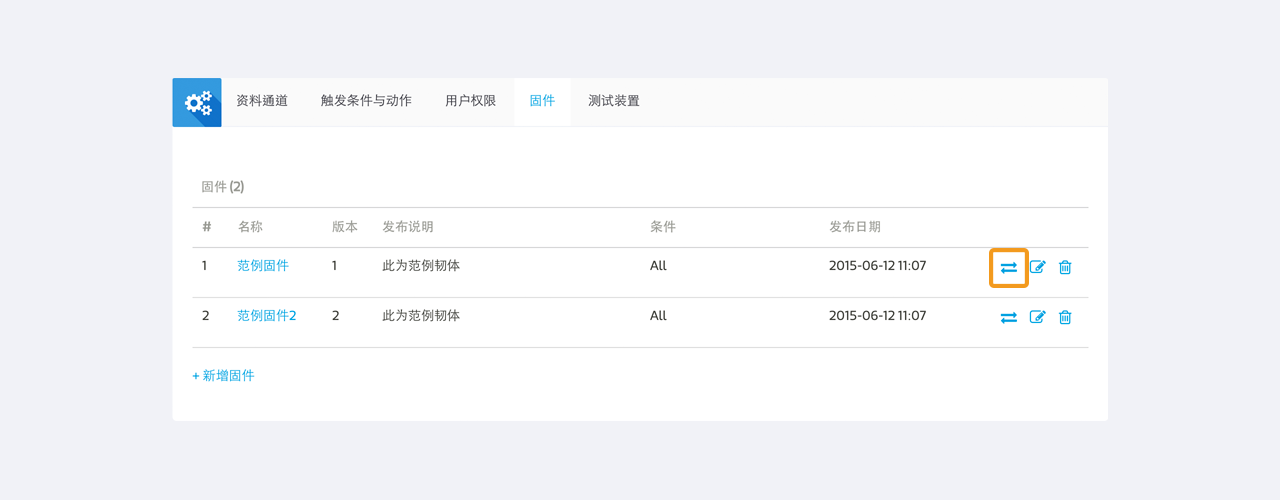 资料通道 触发条件与动作 用户权限 固件 测试装置
固件 (2)
# 名称 版本 发布说明 条件 发布日期
1 范例固件 1 此为范例韧体 All 2015-06-12 11:07
2 范例固件2 2 此为范例韧体 All 2015-06-12 11:07
+ 新增固件